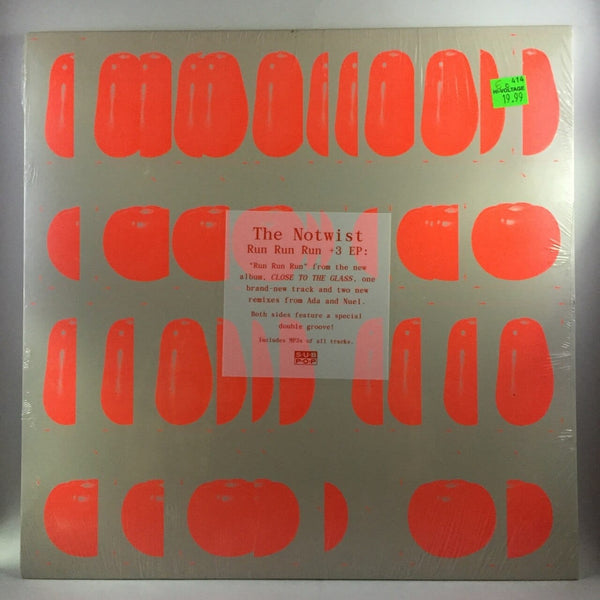 414
HI-VOLTAGE
19.99
The Notwist
Run Run Run +3 EP:
"Run Run Run" from the new
album, CLOSE TO THE GLASS, one
brand-new track and two new
remixes from Ada and Nuel.
Both sides feature a special
double groove!
Includes MP3s of all tracks.
SUB
POP